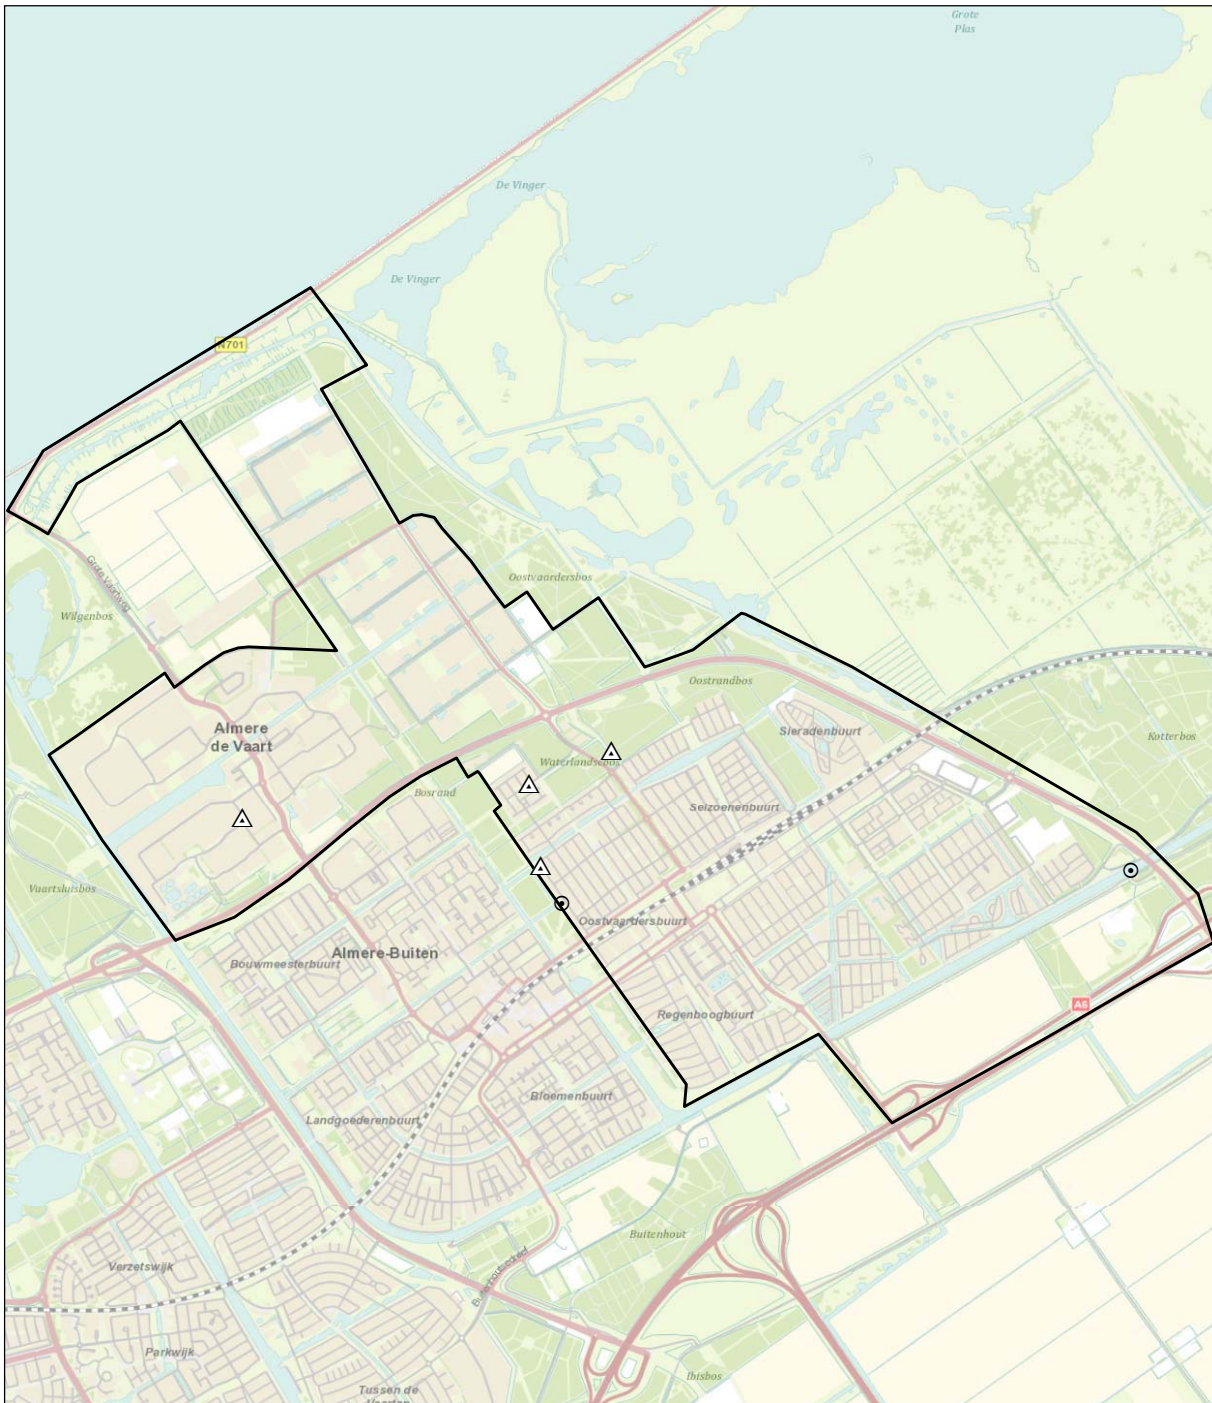 Grote
Plas
De Vinger
De Vinger
N701
Grote Vaartweg
Oostvaardersbos
Wilgenbos
Oostrandbos
Almere
de Vaart
Sieradenbuurt
Kotterbos
Waterlandsebos
Bosrand
Seizoenenbuurt
Vaartsluisbos
Oostvaardersbuurt
Almere-Buiten
Bouwmeesterbuurt
A6
Regenboogbuurt
Bloemenbuurt
Landgoederenbuurt
Buitenhout
Verzetswijk
Parkwijk
Ibisbos
Tussen de
Vaarten